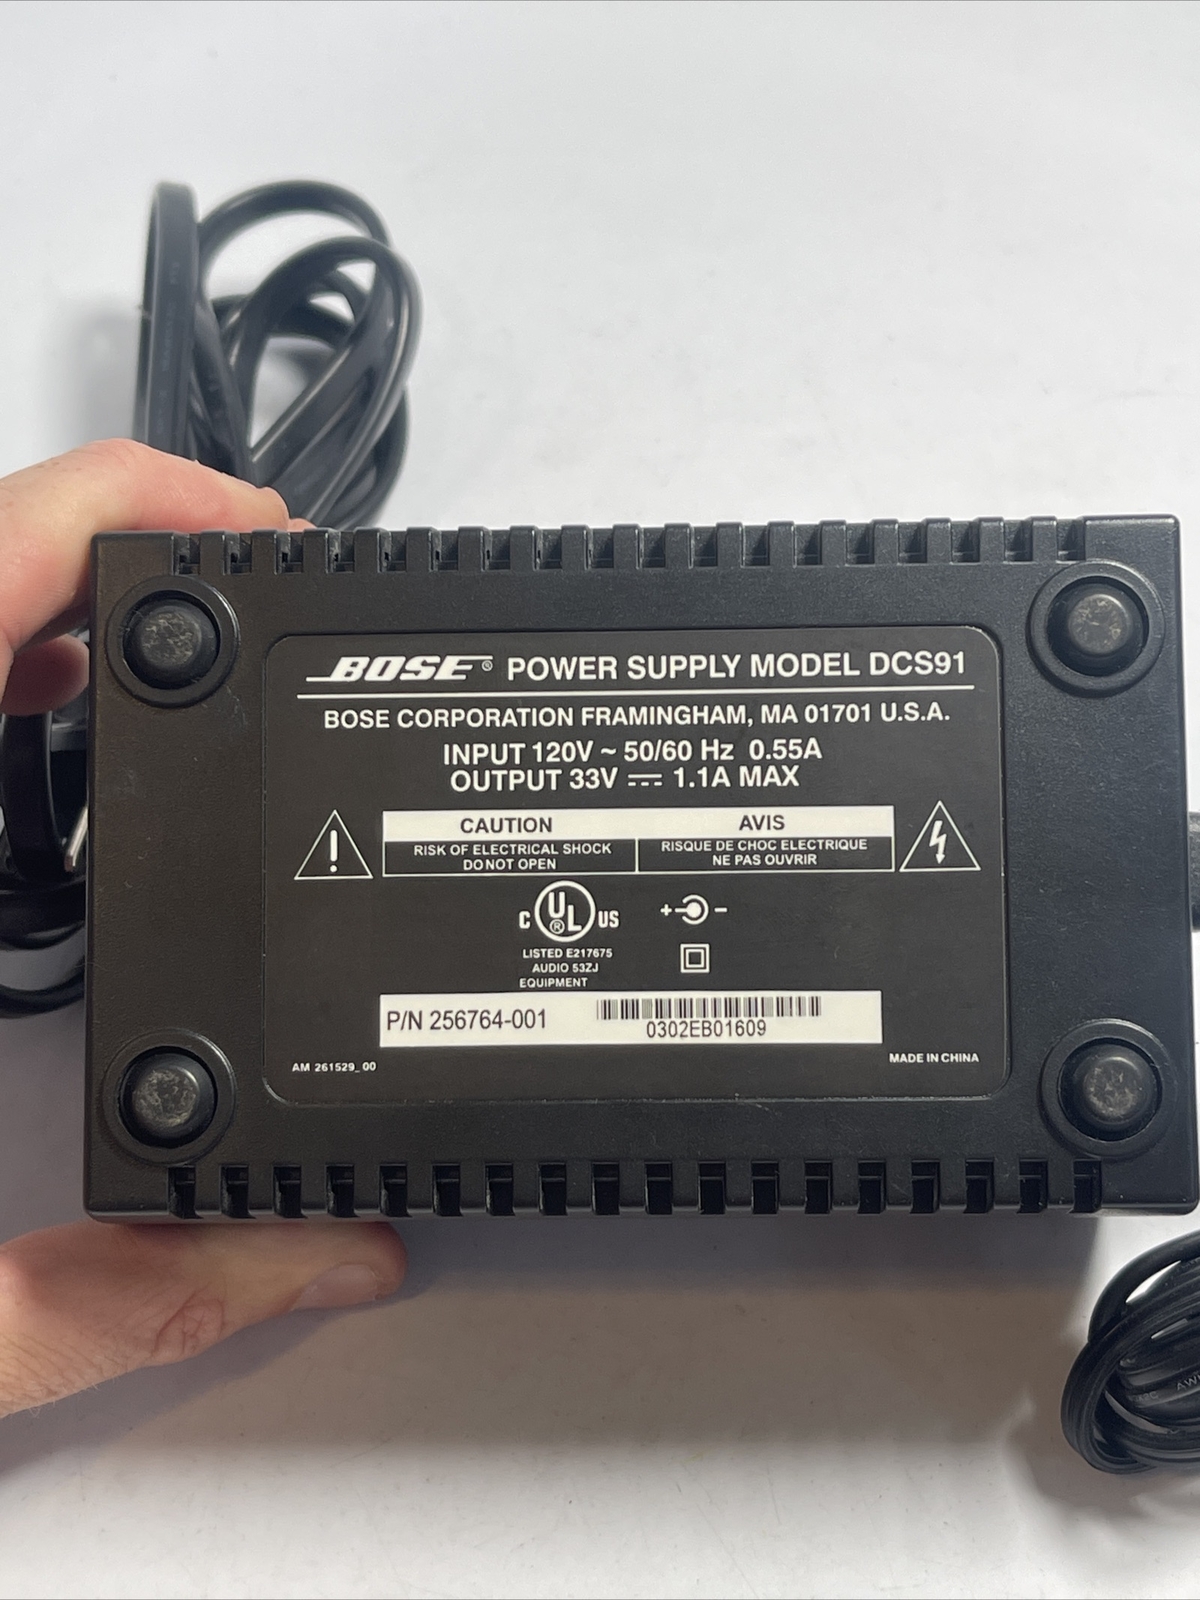 BOSE® POWER SUPPLY MODEL DCS91
BOSE CORPORATION FRAMINGHAM, MA 01701 U.S.A.
INPUT 120V ~ 50/60 Hz 0.55A
OUTPUT 33V ⎓ 1.1A MAX
CAUTION
RISK OF ELECTRICAL SHOCK
DO NOT OPEN
AVIS
RISQUE DE CHOC ELECTRIQUE
NE PAS OUVRIR
C UL® US
LISTED E217675
AUDIO 53ZJ
EQUIPMENT
+ -
P/N 256764-001
0302EB01609
AM 261529_00
MADE IN CHINA